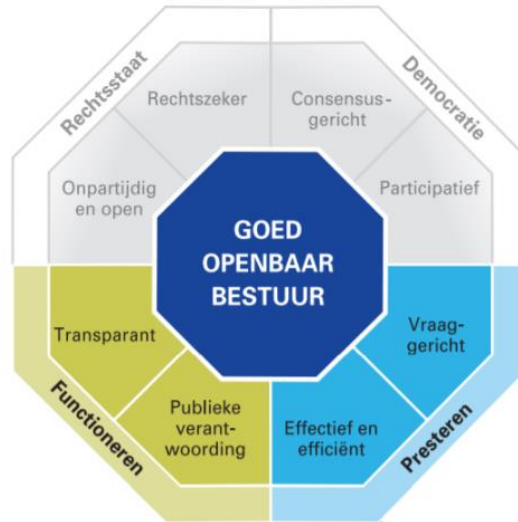 Rechtsstaat
Democratie
Rechtszeker
Consensus-
gericht
Onpartijdig
en open
Participatief
GOED
OPENBAAR
BESTUUR
Transparant
Vraag-
gericht
Publieke
verant-
woording
Effectief en
efficiënt
Functioneren
Presteren